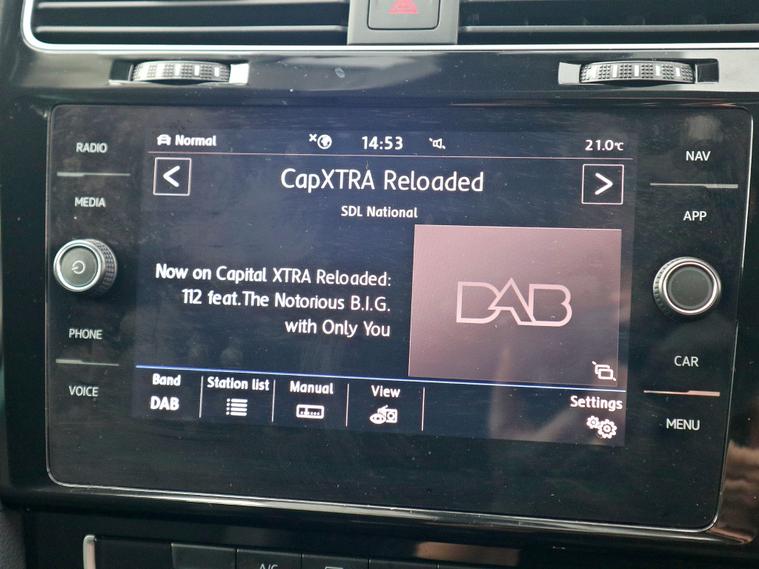 RADIO
MEDIA
PHONE
VOICE
Normal
14:53
21.0°C
CapXTRA Reloaded
SDL National
Now on Capital XTRA Reloaded:
112 feat.The Notorious B.I.G.
with Only You
DAB
Band
DAB
Station list
Manual
View
Settings
NAV
APP
CAR
MENU
A/C